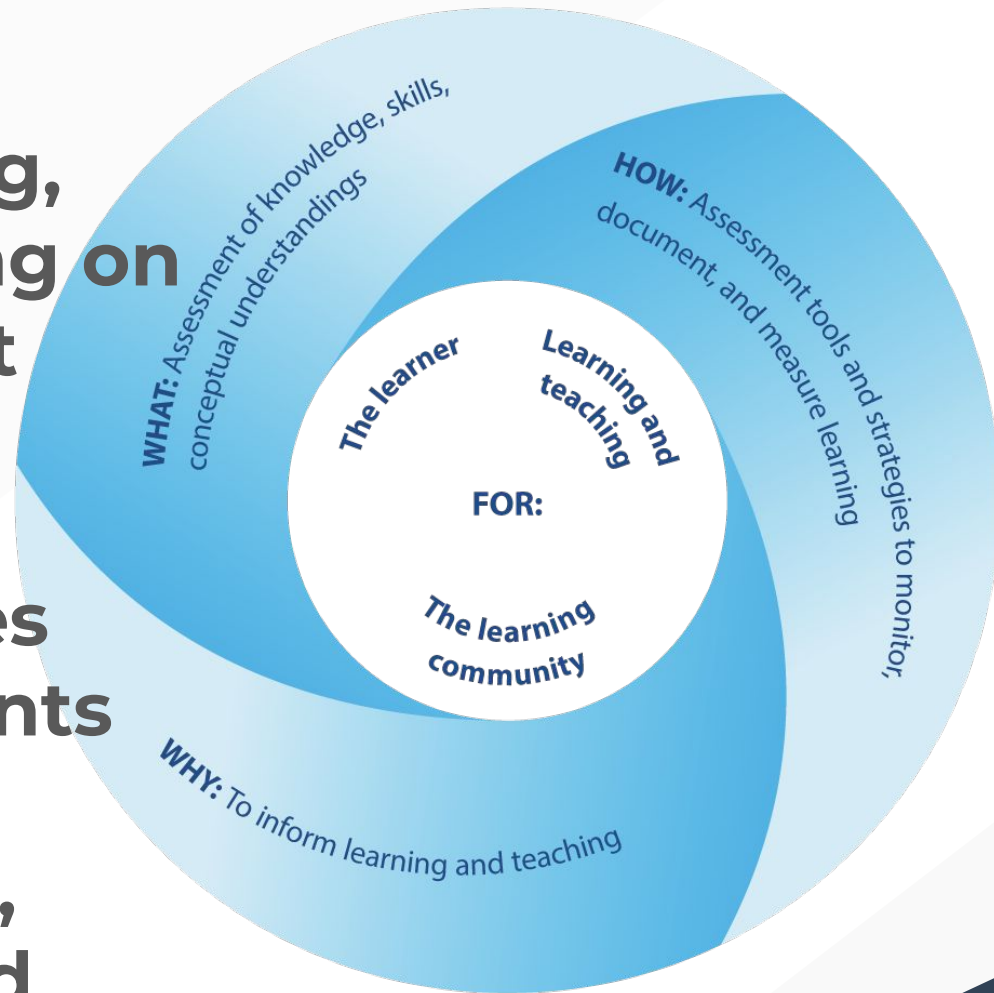 g,
ng on
t
es
nts
,
d
WHAT: Assessment of knowledge, skills,
conceptual understandings
HOW: Assessment tools and strategies to monitor,
document, and measure learning
The learner
Learning and
teaching
FOR:
The learning
community
WHY: To inform learning and teaching